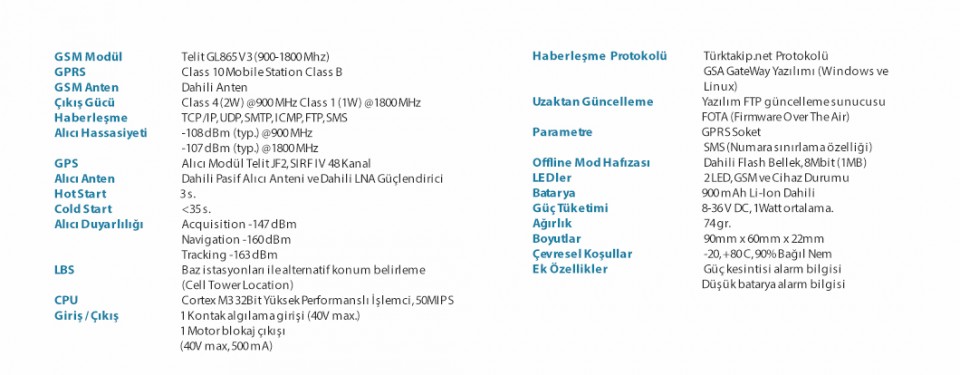 GSM Modül Telit GL865 V3 (900-1800 Mhz)
GPRS Class 10 Mobile Station Class B
GSM Anten Dahili Anten
Çıkış Gücü Class 4 (2W) @900 MHz Class 1 (1W) @1800 MHz
Haberleşme TCP/IP, UDP, SMTP, ICMP, FTP, SMS
Alıcı Hassasiyeti -108 dBm (typ.) @900 MHz
-107 dBm (typ.) @1800 MHz
GPS Alıcı Modül Telit JF2, SIRF IV 48 Kanal
Alıcı Anten Dahili Pasif Alıcı Anteni ve Dahili LNA Güçlendirici
Hot Start 3 s.
Cold Start <35 s.
Alıcı Duyarlılığı Acquisition -147 dBm
Navigation -160 dBm
Tracking -163 dBm
LBS Baz istasyonları ile alternatif konum belirleme
(Cell Tower Location)
CPU Cortex M3 32Bit Yüksek Performanslı İşlemci, 50MIPS
Giriş / Çıkış 1 Kontak algılama girişi (40V max.)
1 Motor blokaj çıkışı
(40V max, 500 mA)
Haberleşme Protokolü Türktakip.net Protokolü
GSA GateWay Yazılımı (Windows ve
Linux)
Uzaktan Güncelleme Yazılım FTP güncelleme sunucusu
FOTA (Firmware Over The Air)
Parametre GPRS Soket
SMS (Numara sınırlama özelliği)
Offline Mod Hafızası Dahili Flash Bellek, 8Mbit (1MB)
LEDler 2 LED, GSM ve Cihaz Durumu
Batarya 900 mAh Li-Ion Dahili
Güç Tüketimi 8-36 V DC, 1Watt ortalama.
Ağırlık 74 gr.
Boyutlar 90mm x 60mm x 22mm
Çevresel Koşullar -20, +80 C, 90% Bağıl Nem
Ek Özellikler Güç kesintisi alarm bilgisi
Düşük batarya alarm bilgisi